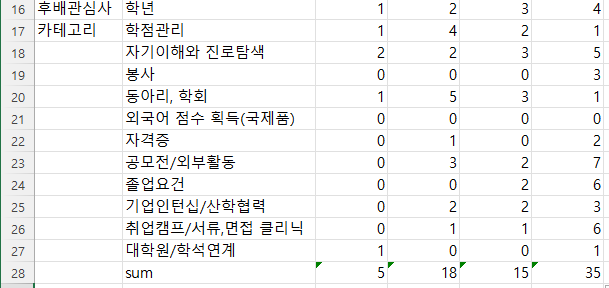 16 후배관심사 학년 1 2 3 4
17 카테고리 학점관리 1 4 2 1
18 자기이해와 진로탐색 2 2 3 5
19 봉사 0 0 0 3
20 동아리, 학회 1 5 3 1
21 외국어 점수 획득(국제품) 0 0 0 0
22 자격증 0 1 0 2
23 공모전/외부활동 0 3 2 7
24 졸업요건 0 0 2 6
25 기업인턴십/산학협력 0 2 2 3
26 취업캠프/서류,면접 클리닉 0 1 1 6
27 대학원/학석연계 1 0 0 1
28 sum 5 18 15 35